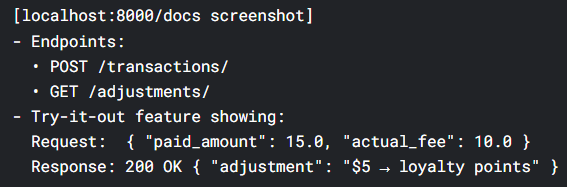 [localhost:8000/docs screenshot]
- Endpoints:
• POST /transactions/
• GET /adjustments/
- Try-it-out feature showing:
Request:  { "paid_amount": 15.0, "actual_fee": 10.0 }
Response: 200 OK { "adjustment": "$5 → loyalty points" }